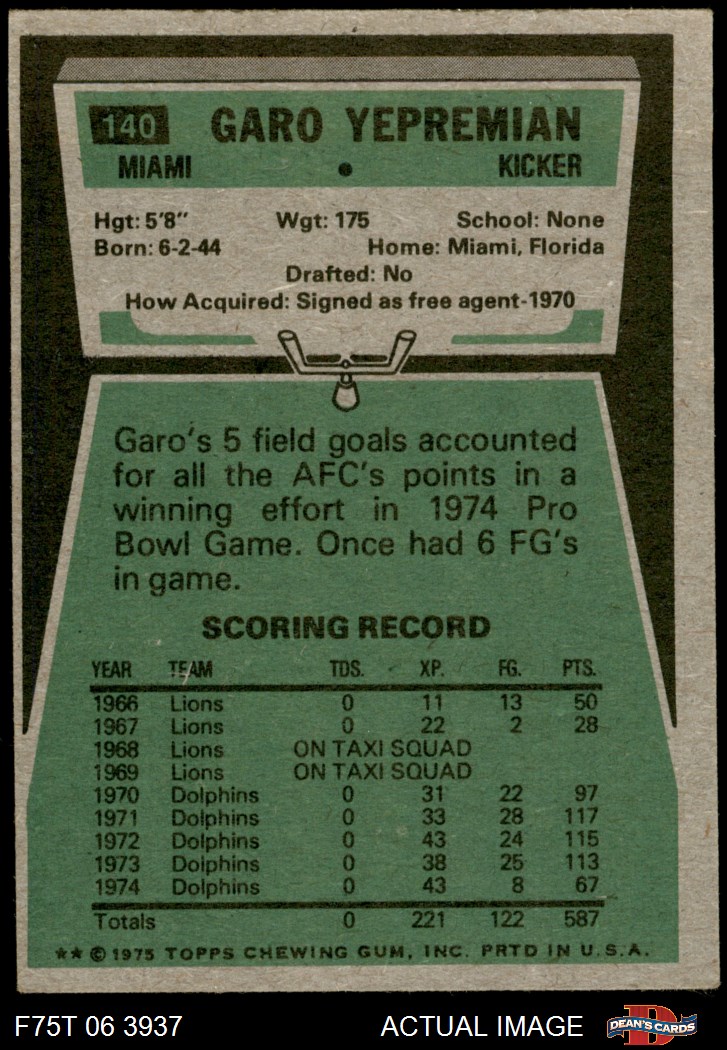 140 GARO YEPREMIAN
MIAMI • KICKER
Hgt: 5'8" Wgt: 175 School: None
Born: 6-2-44 Home: Miami, Florida
Drafted: No
How Acquired: Signed as free agent-1970
Garo's 5 field goals accounted
for all the AFC's points in a
winning effort in 1974 Pro
Bowl Game. Once had 6 FG's
in game.
SCORING RECORD
YEAR TEAM TDS. XP. FG. PTS.
1966 Lions 0 11 13 50
1967 Lions 0 22 2 28
1968 Lions ON TAXI SQUAD
1969 Lions ON TAXI SQUAD
1970 Dolphins 0 31 22 97
1971 Dolphins 0 33 28 117
1972 Dolphins 0 43 24 115
1973 Dolphins 0 38 25 113
1974 Dolphins 0 43 8 67
Totals 0 221 122 587
** © 1975 TOPPS CHEWING GUM, INC. PRTD IN U.S.A.
F75T 06 3937 ACTUAL IMAGE D DEAN'S CARDS